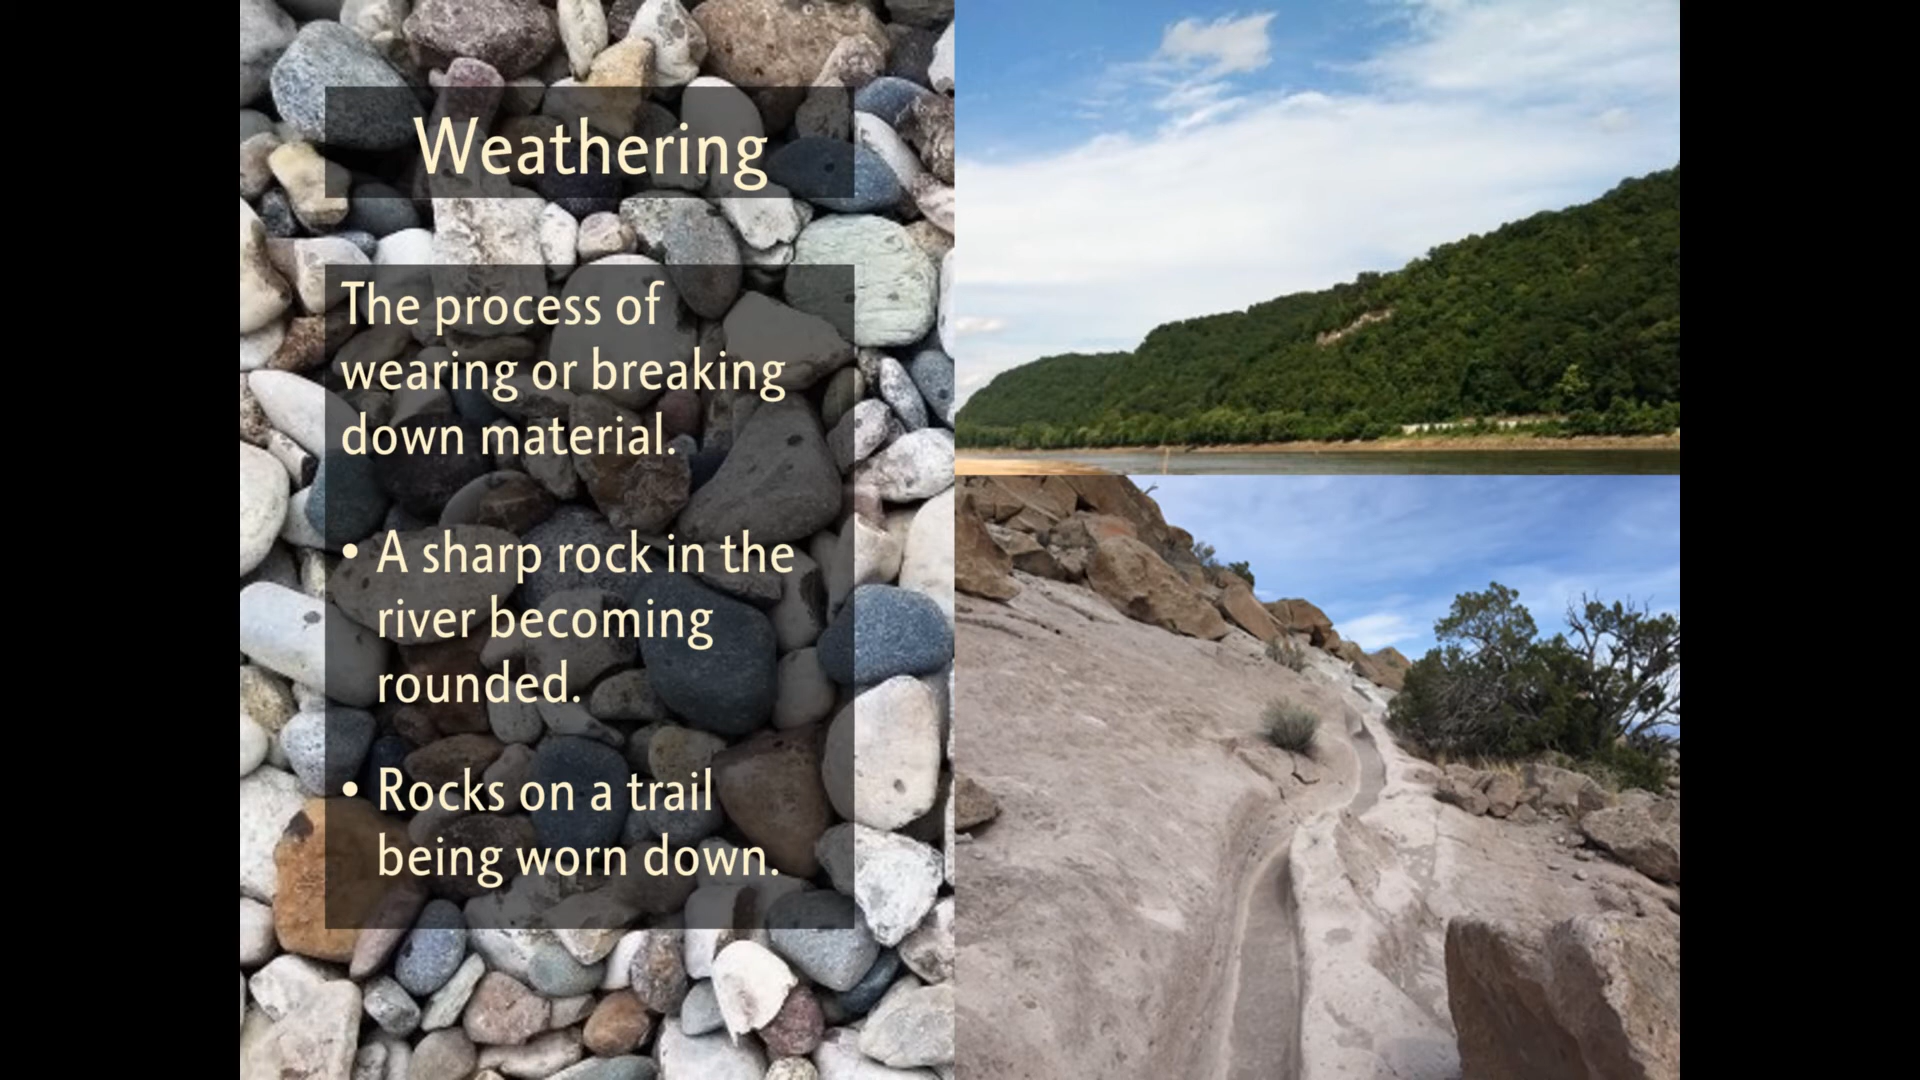 Weathering
The process of
wearing or breaking
down material.
• A sharp rock in the
river becoming
rounded.
• Rocks on a trail
being worn down.